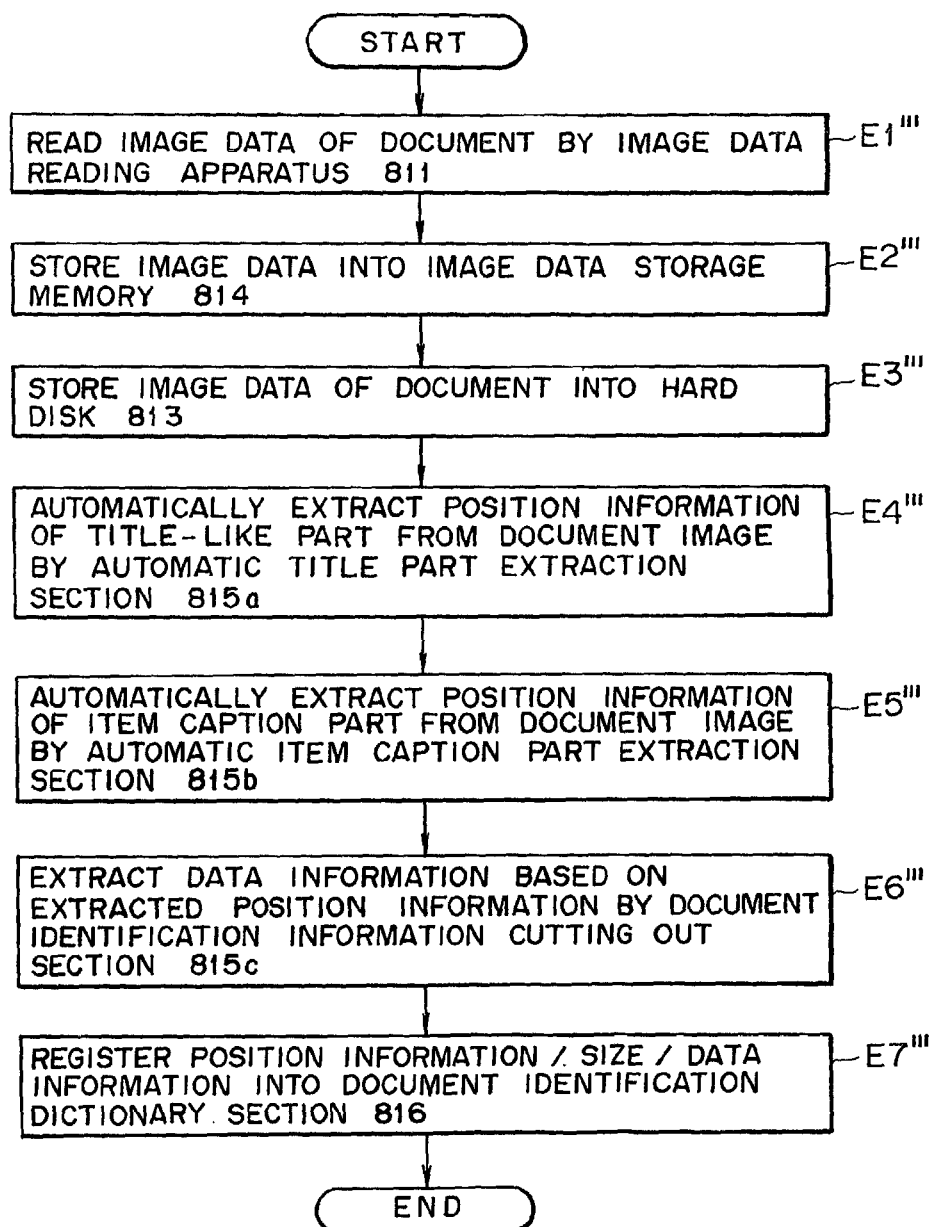 START
READ IMAGE DATA OF DOCUMENT BY IMAGE DATA
READING APPARATUS 811
E1'''
STORE IMAGE DATA INTO IMAGE DATA STORAGE
MEMORY 814
E2'''
STORE IMAGE DATA OF DOCUMENT INTO HARD
DISK 813
E3'''
AUTOMATICALLY EXTRACT POSITION INFORMATION
OF TITLE-LIKE PART FROM DOCUMENT IMAGE
BY AUTOMATIC TITLE PART EXTRACTION
SECTION 815a
E4'''
AUTOMATICALLY EXTRACT POSITION INFORMATION
OF ITEM CAPTION PART FROM DOCUMENT IMAGE
BY AUTOMATIC ITEM CAPTION PART EXTRACTION
SECTION 815b
E5'''
EXTRACT DATA INFORMATION BASED ON
EXTRACTED POSITION INFORMATION BY DOCUMENT
IDENTIFICATION INFORMATION CUTTING OUT
SECTION 815c
E6'''
REGISTER POSITION INFORMATION / SIZE / DATA
INFORMATION INTO DOCUMENT IDENTIFICATION
DICTIONARY SECTION 816
E7'''
END